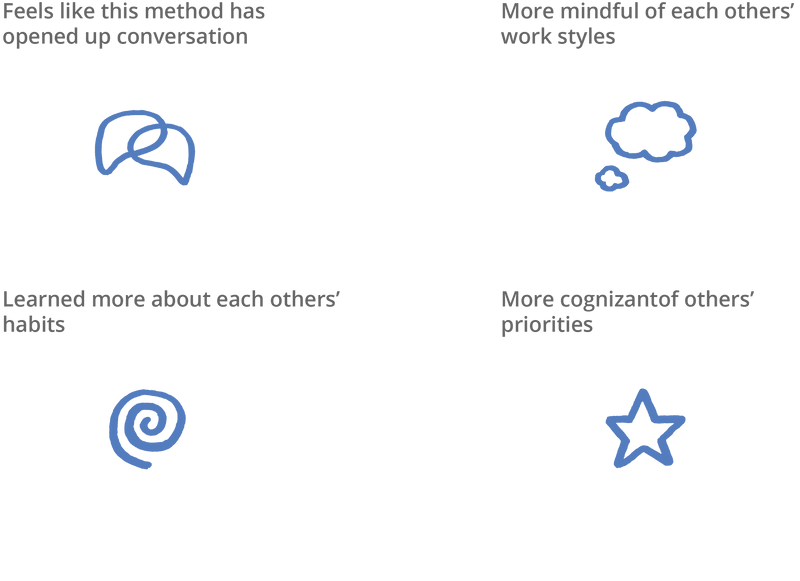 Feels like this method has
opened up conversation
More mindful of each others’
work styles
Learned more about each others’
habits
More cognizantof others’
priorities